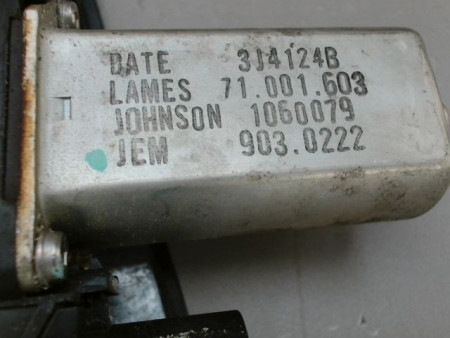 DATE 3J4124B
LAMES 71.001.603
JOHNSON 1060079
JEM 903.0222